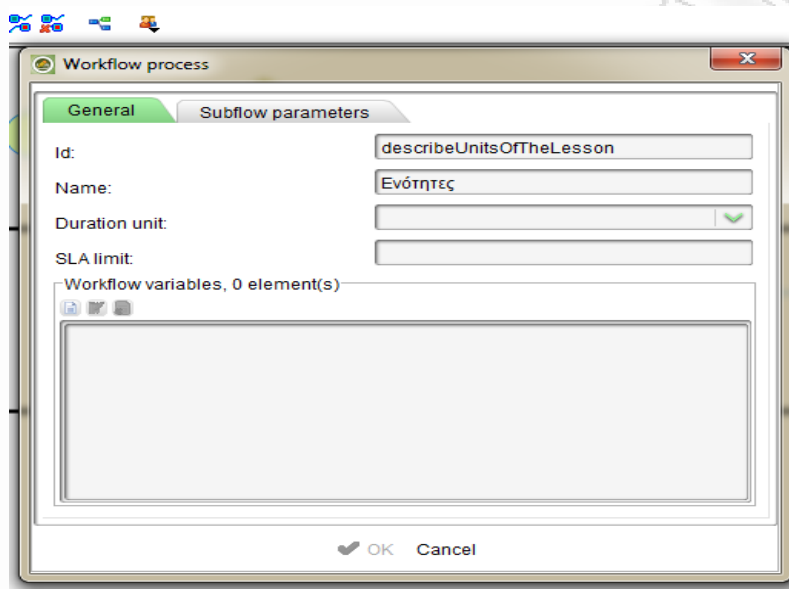 Workflow process
General Subflow parameters
Id: describeUnitsOfTheLesson
Name: Ενότητες
Duration unit:
SLA limit:
Workflow variables, 0 element(s)
OK Cancel